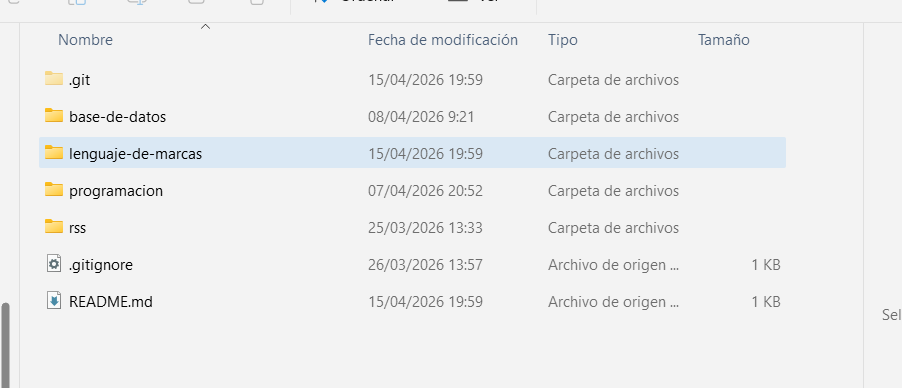 Ordenar Ver
Nombre Fecha de modificación Tipo Tamaño
.git 15/04/2026 19:59 Carpeta de archivos
base-de-datos 08/04/2026 9:21 Carpeta de archivos
lenguaje-de-marcas 15/04/2026 19:59 Carpeta de archivos
programacion 07/04/2026 20:52 Carpeta de archivos
rss 25/03/2026 13:33 Carpeta de archivos
.gitignore 26/03/2026 13:57 Archivo de origen ... 1 KB
README.md 15/04/2026 19:59 Archivo de origen ... 1 KB
Sel